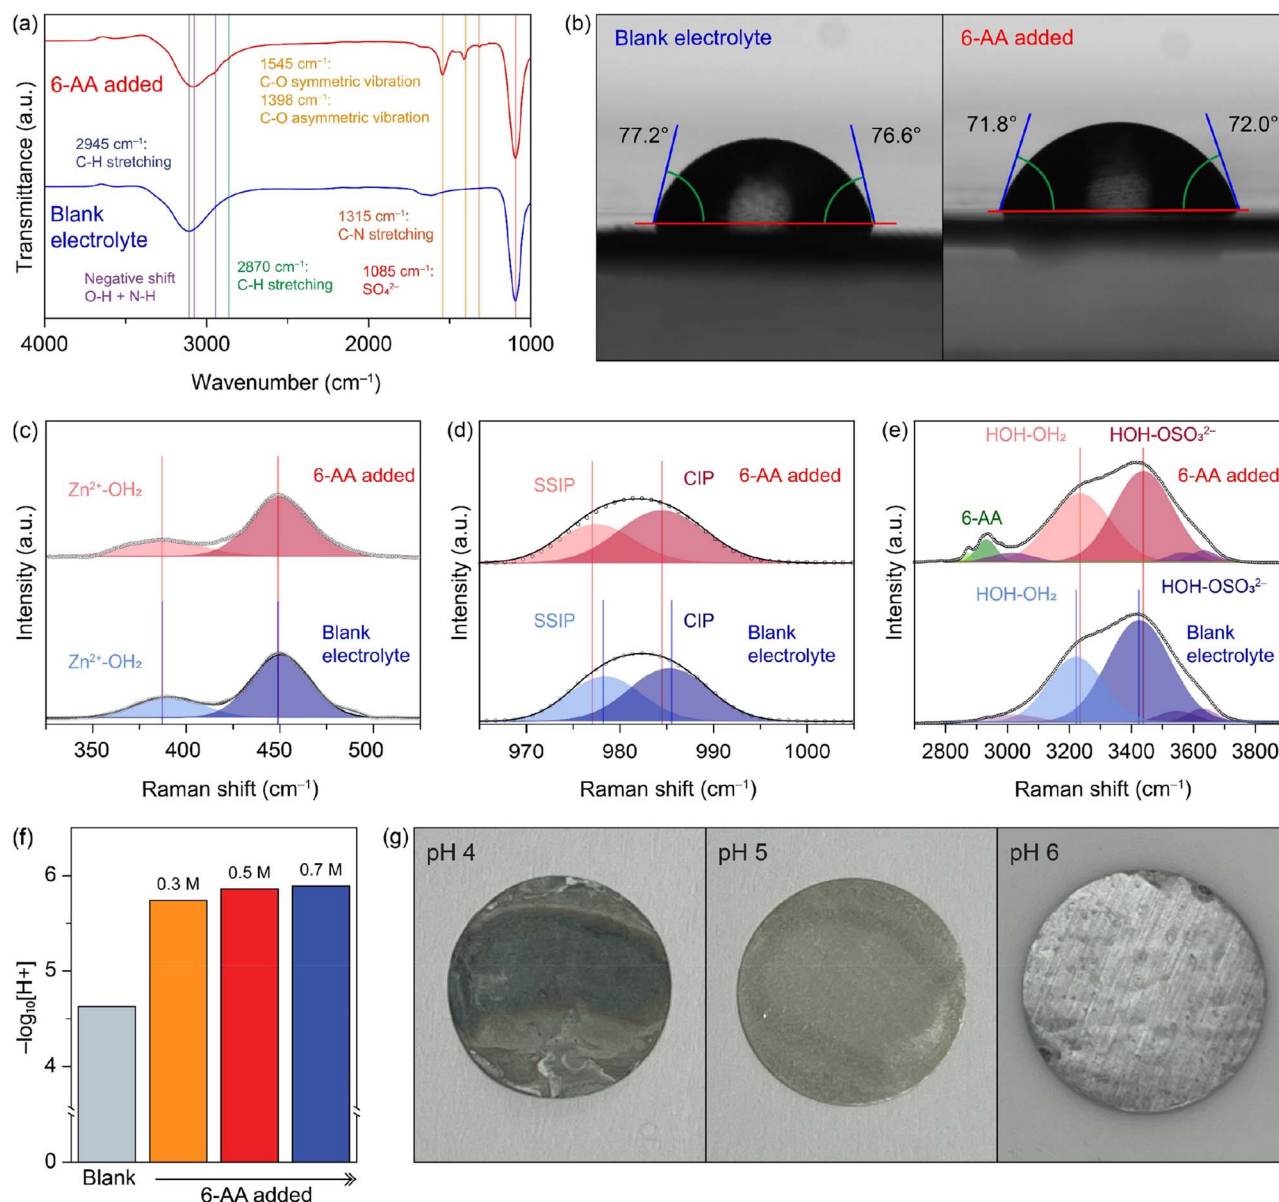 (a)
6-AA added
1545 cm⁻¹:
C-O symmetric vibration
1398 cm⁻¹:
C-O asymmetric vibration
2945 cm⁻¹:
C-H stretching
Blank
electrolyte
1315 cm⁻¹:
C-N stretching
Negative shift
O-H + N-H
2870 cm⁻¹:
C-H stretching
1085 cm⁻¹:
SO₄²⁻
Transmittance (a.u.)
4000 3000 2000 1000
Wavenumber (cm⁻¹)
(b)
Blank electrolyte
77.2° 76.6°
6-AA added
71.8° 72.0°
(c)
Zn²⁺-OH₂
6-AA added
Zn²⁺-OH₂
Blank
electrolyte
Intensity (a.u.)
350 400 450 500
Raman shift (cm⁻¹)
(d)
SSIP CIP
6-AA added
SSIP CIP
Blank
electrolyte
Intensity (a.u.)
970 980 990 1000
Raman shift (cm⁻¹)
(e)
HOH-OH₂ HOH-OSO₃²⁻
6-AA added
6-AA
HOH-OH₂ HOH-OSO₃²⁻
Blank
electrolyte
Intensity (a.u.)
2800 3000 3200 3400 3600 3800
Raman shift (cm⁻¹)
(f)
−log₁₀[H+]
6
5
4
0
0.3 M 0.5 M 0.7 M
Blank
6-AA added
(g)
pH 4
pH 5
pH 6